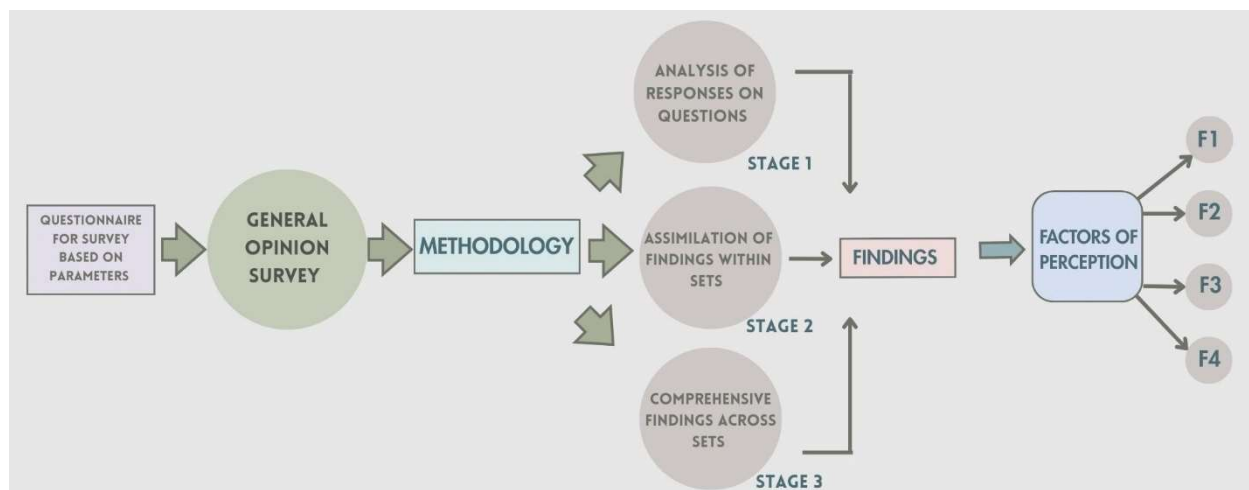 QUESTIONNAIRE
FOR SURVEY
BASED ON
PARAMETERS
GENERAL
OPINION
SURVEY
METHODOLOGY
ANALYSIS OF
RESPONSES ON
QUESTIONS
STAGE 1
ASSIMILATION OF
FINDINGS WITHIN
SETS
STAGE 2
COMPREHENSIVE
FINDINGS ACROSS
SETS
STAGE 3
FINDINGS
FACTORS OF
PERCEPTION
F1
F2
F3
F4